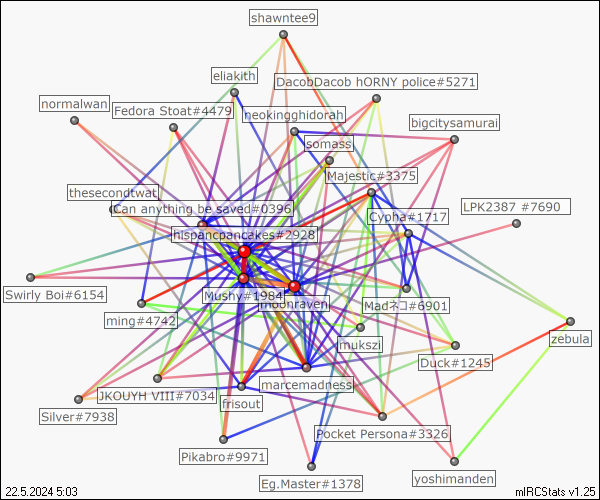 shawntee9
eliakith
DacobDacob hORNY police#5271
normalwan
Fedora Stoat#4479
neokingghidorah
bigcitysamurai
somass
Majestic#3375
thesecondtwat
Can anything be saved#0396
Cypha#1717
LPK2387 #7690
hispancpancakes#2928
Swirly Boi#6154
Mushy#1984
moonraven
Madネコ#6901
ming#4742
mukszi
zebula
Duck#1245
marcemadness
JKOUYH VIII#7034
frisout
Silver#7938
Pocket Persona#3326
Pikabro#9971
Eg.Master#1378
yoshimanden
22.5.2024 5:03
mIRCStats v1.25